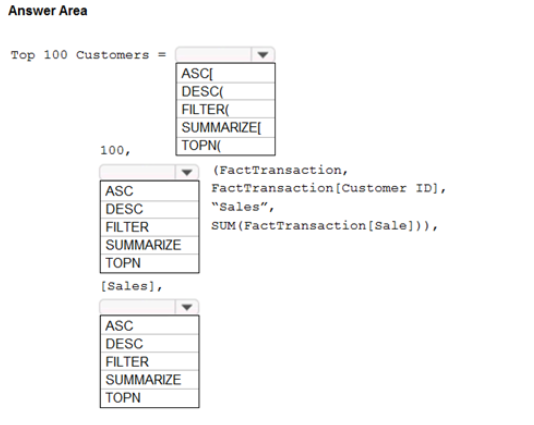 Answer Area
Top 100 Customers =
ASC[
DESC(
FILTER(
SUMMARIZE[
TOPN(
100,
(FactTransaction,
FactTransaction[Customer ID],
“Sales”,
SUM(FactTransaction[Sale])),
ASC
DESC
FILTER
SUMMARIZE
TOPN
[Sales],
ASC
DESC
FILTER
SUMMARIZE
TOPN